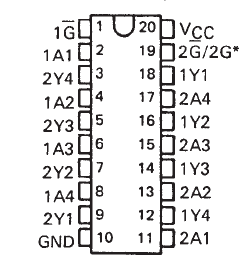 1G̅ 1 20 VCC
1A1 2 19 2G̅/2G*
2Y4 3 18 1Y1
1A2 4 17 2A4
2Y3 5 16 1Y2
1A3 6 15 2A3
2Y2 7 14 1Y3
1A4 8 13 2A2
2Y1 9 12 1Y4
GND 10 11 2A1